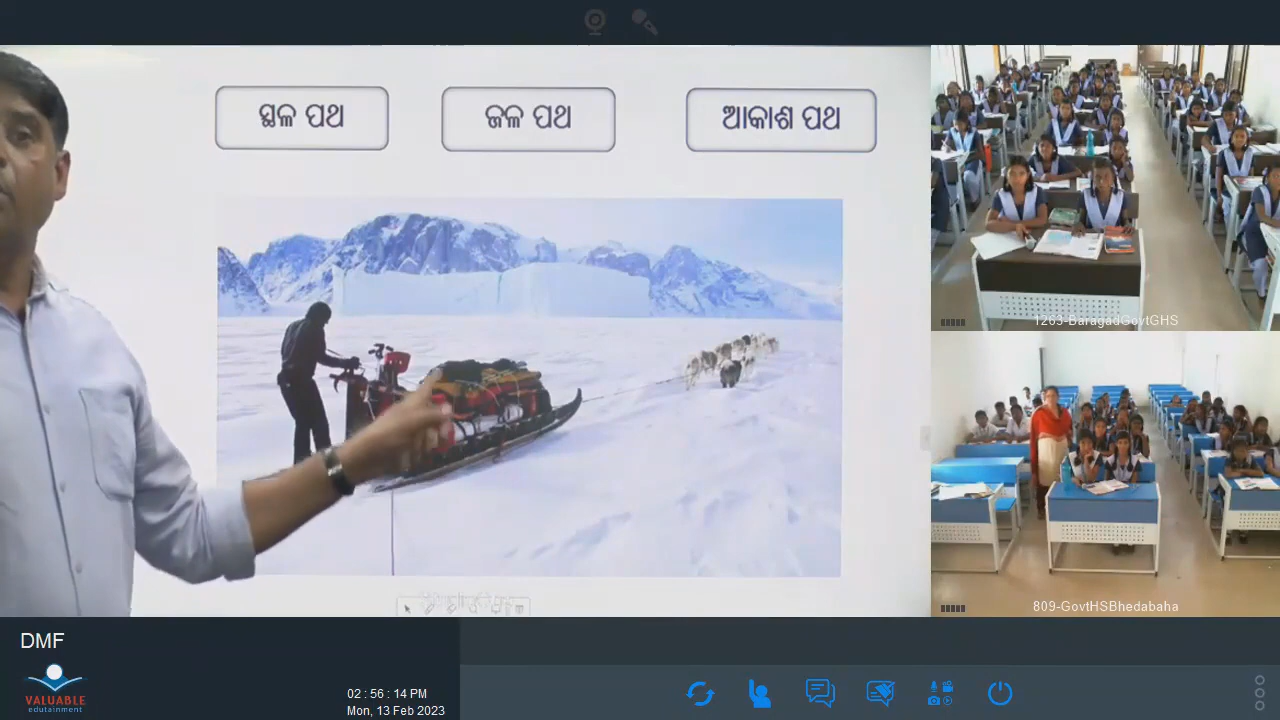 ସ୍ଥଳ ପଥ
ଜଳ ପଥ
ଆକାଶ ପଥ
1263-BaragadGovtGHS
809-GovtHSBhedabaha
DMF
VALUABLE
edutainment
02 : 56 : 14 PM
Mon, 13 Feb 2023